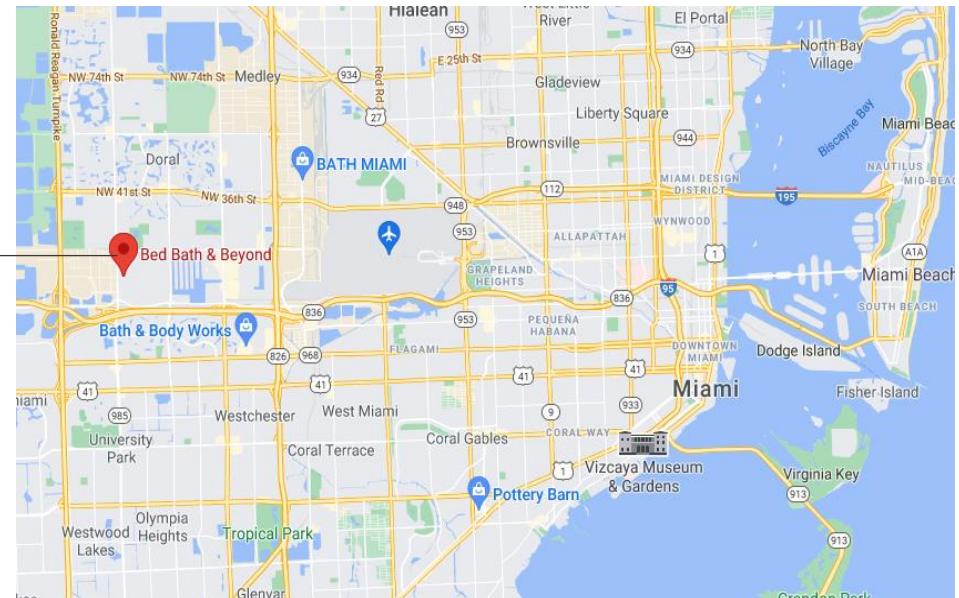 Hialeah
River
El Portal
953
934
North Bay
Village
Ronald Reagan Turnpike
E 25th St
NW 74th St
NW 74th St
Medley
934
Red Rd
Gladeview
27
Liberty Square
Biscayne Bay
Miami Beac
944
Brownsville
Doral
BATH MIAMI
NAUTILUS
MIAMI DESIGN
DISTRICT
MID-BEAC
NW 41st St
NW 36th St
112
195
948
WYNWOOD
953
ALLAPATTAH
Bed Bath & Beyond
1
A1A
GRAPELAND
HEIGHTS
Miami Beach
95
836
836
SOUTH BEACH
Bath & Body Works
953
PEQUEÑA
HABANA
DOWNTOWN
MIAMI
Dodge Island
826
968
FLAGAMI
41
41
41
Miami
Fisher Island
iami
985
Westchester
West Miami
9
933
University
Park
Coral Terrace
Coral Gables
CORAL WAY
1
Vizcaya Museum
& Gardens
Virginia Key
Pottery Barn
913
Olympia
Heights
Westwood
Lakes
Tropical Park
913
Glenvar
Crandon Park